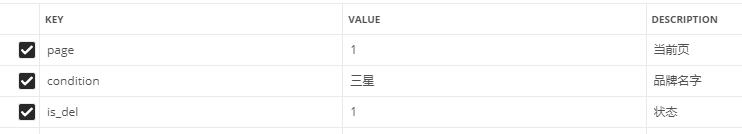 KEY VALUE DESCRIPTION
page 1 当前页
condition 三星 品牌名字
is_del 1 状态